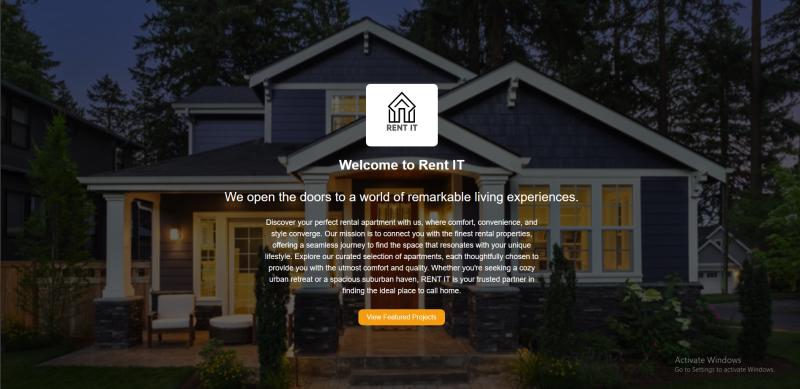 RENT IT
Welcome to Rent IT
We open the doors to a world of remarkable living experiences.
Discover your perfect rental apartment with us, where comfort, convenience, and
style converge. Our mission is to connect you with the finest rental properties,
offering a seamless journey to find the space that resonates with your unique
lifestyle. Explore our curated selection of apartments, each thoughtfully chosen to
provide you with the utmost comfort and quality. Whether you're seeking a cozy
urban retreat or a spacious suburban haven, RENT IT is your trusted partner in
finding the ideal place to call home.
View Featured Projects
Activate Windows
Go to Settings to activate Windows.